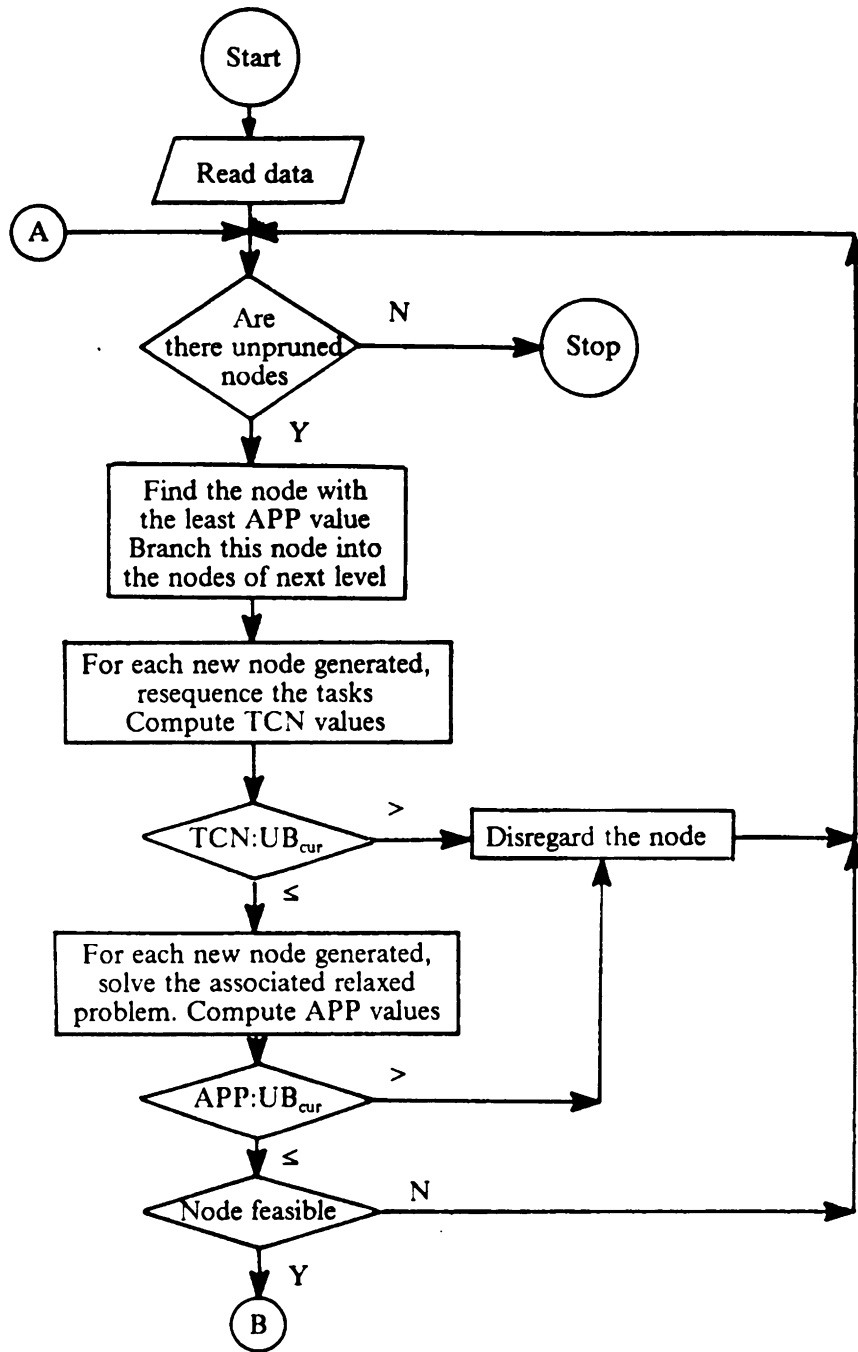 Start
Read data
A
Are
there unpruned
nodes
N
Stop
Y
Find the node with
the least APP value
Branch this node into
the nodes of next level
For each new node generated,
resequence the tasks
Compute TCN values
TCN:UBcur
>
Disregard the node
≤
For each new node generated,
solve the associated relaxed
problem. Compute APP values
APP:UBcur
>
≤
Node feasible
N
Y
B